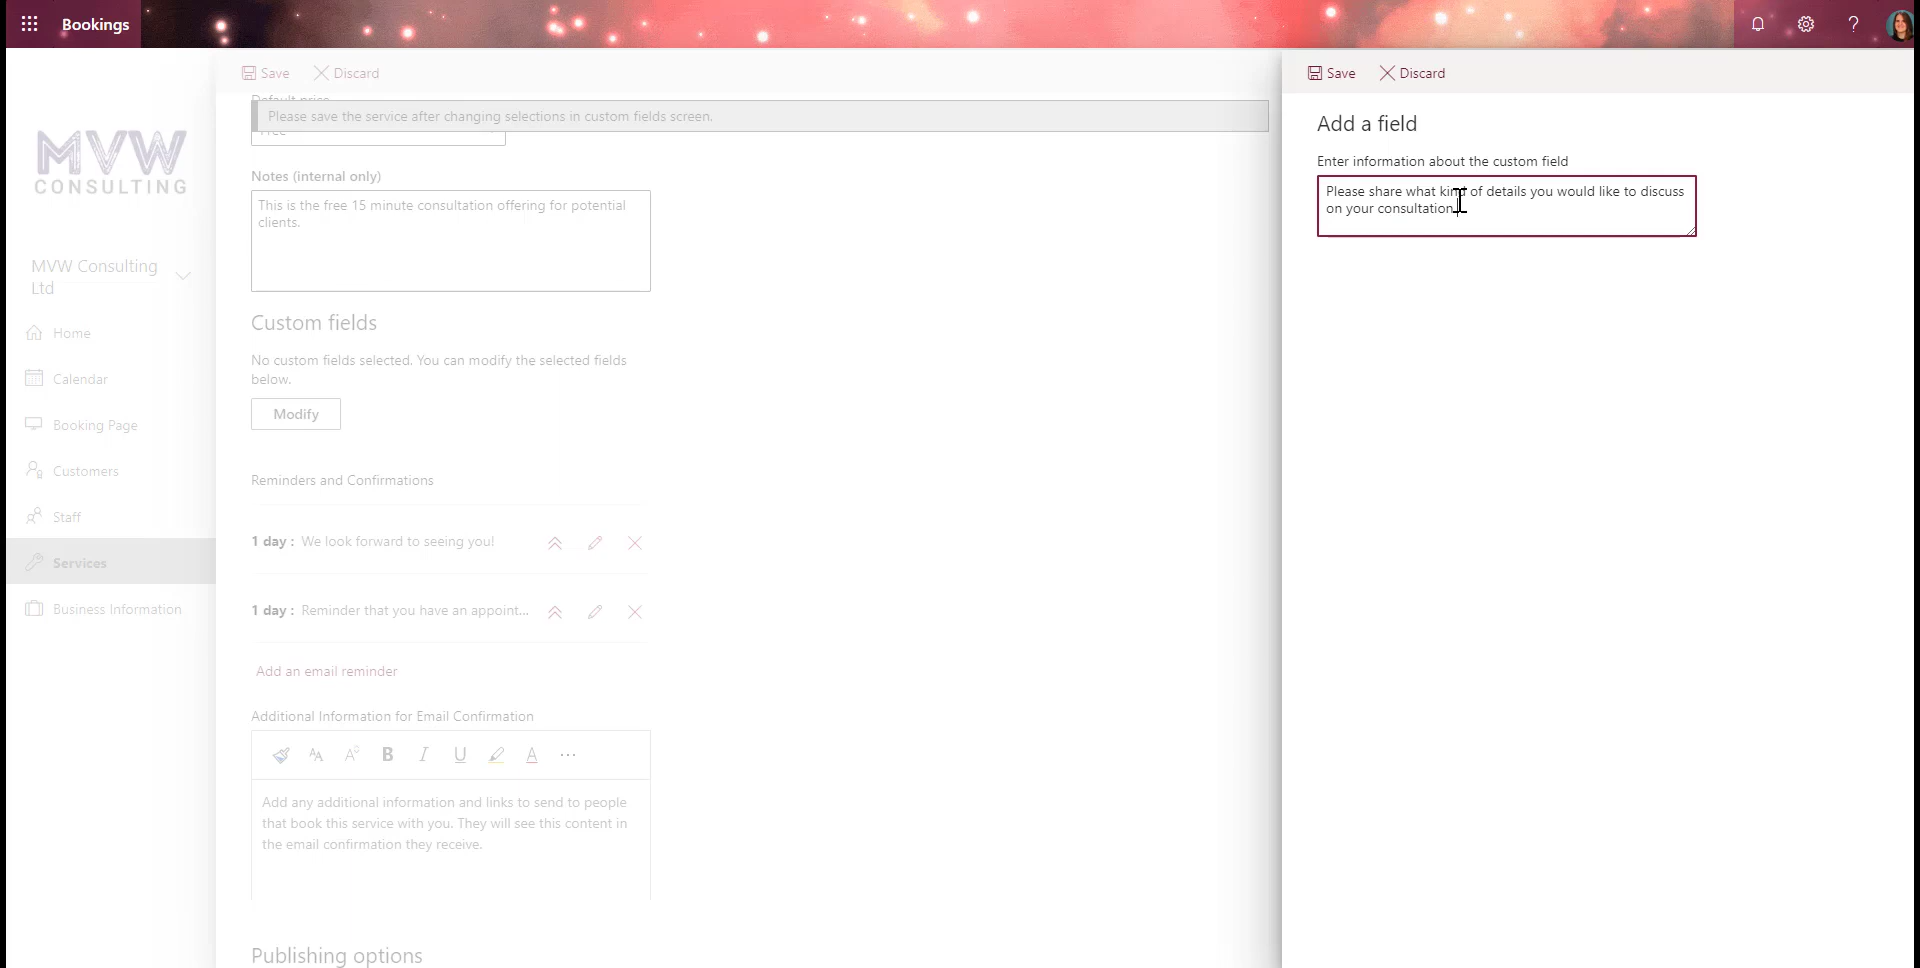 Bookings
?
Save
Discard
Default price
Please save the service after changing selections in custom fields screen.
Free
Notes (internal only)
This is the free 15 minute consultation offering for potential
clients.
Custom fields
No custom fields selected. You can modify the selected fields
below.
Modify
Reminders and Confirmations
1 day : We look forward to seeing you!
1 day : Reminder that you have an appoint...
Add an email reminder
Additional Information for Email Confirmation
B I U A ...
Add any additional information and links to send to people
that book this service with you. They will see this content in
the email confirmation they receive.
Publishing options
MVW
CONSULTING
MVW Consulting
Ltd
Home
Calendar
Booking Page
Customers
Staff
Services
Business Information
Save
Discard
Add a field
Enter information about the custom field
Please share what kind of details you would like to discuss
on your consultation.